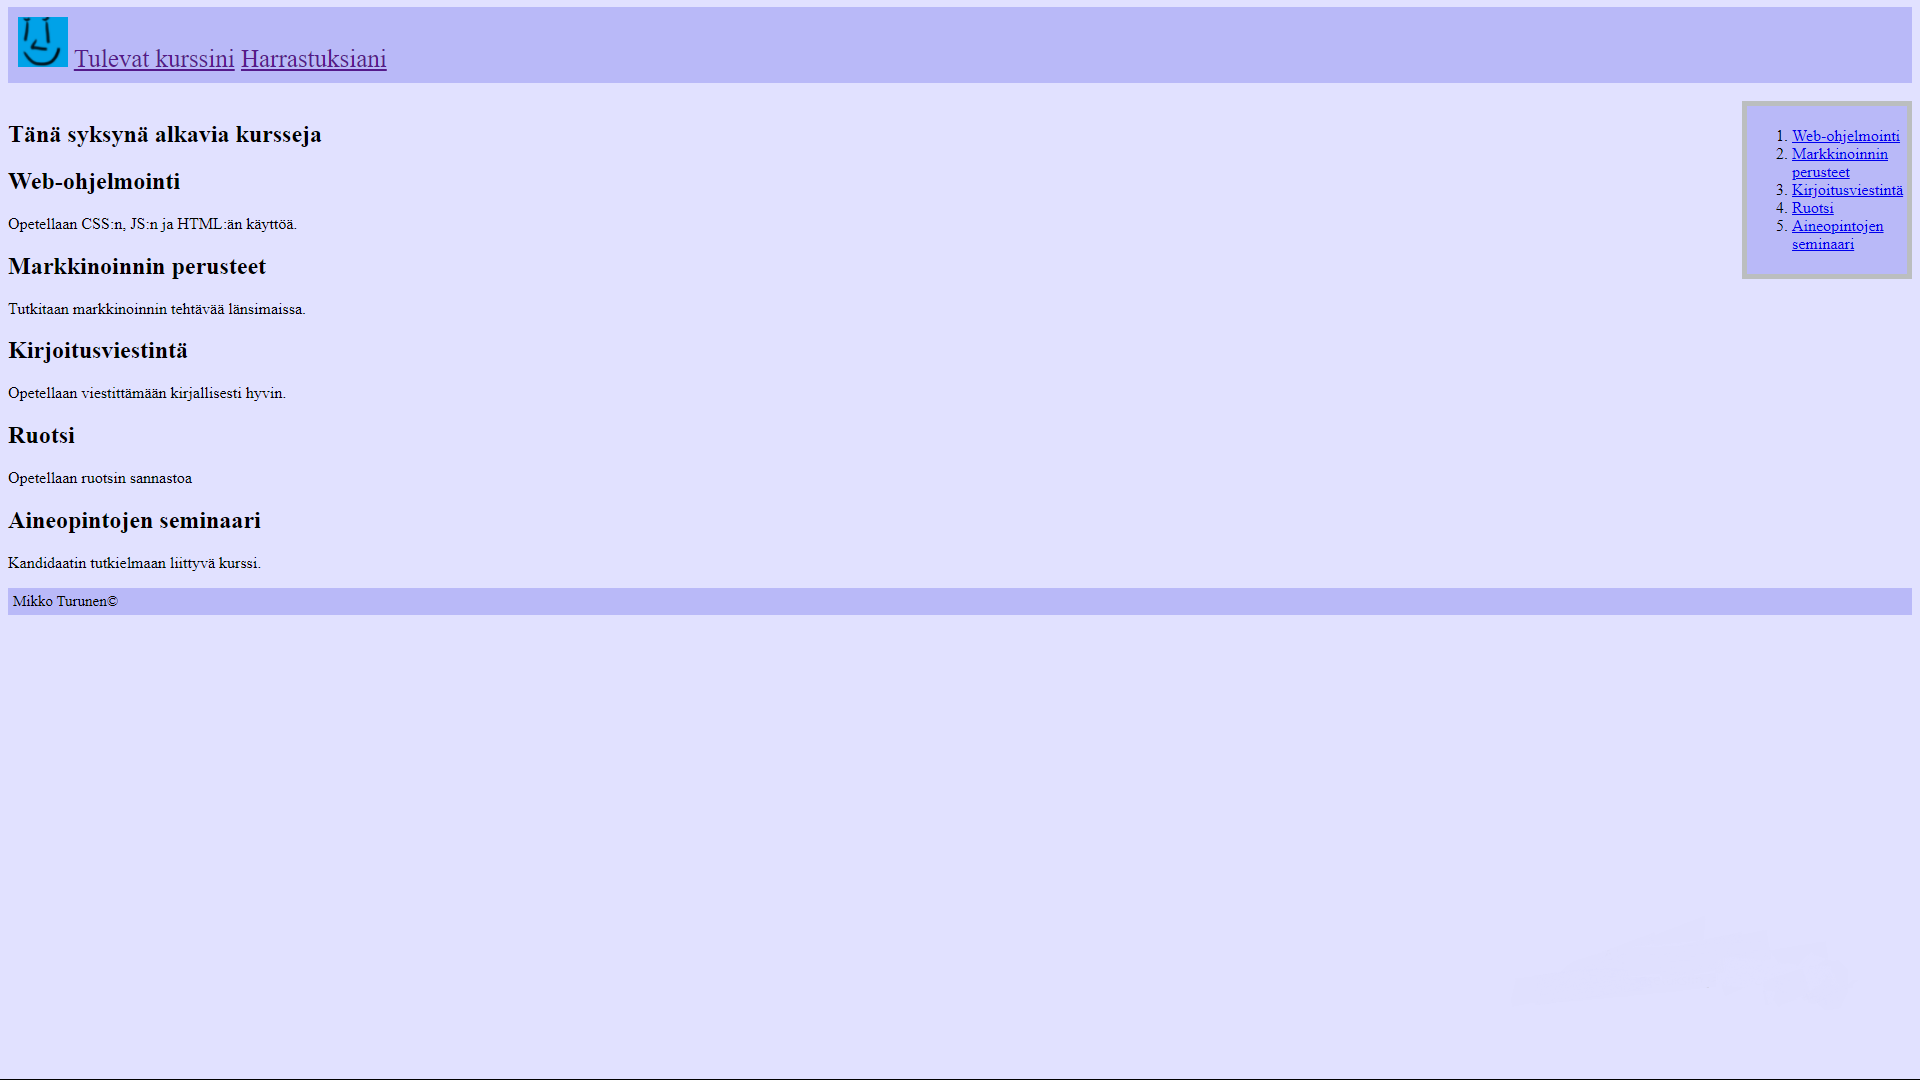 Tulevat kurssini Harrastuksiani
Tänä syksynä alkavia kursseja
Web-ohjelmointi
Opetellaan CSS:n, JS:n ja HTML:än käyttöä.
Markkinoinnin perusteet
Tutkitaan markkinoinnin tehtävää länsimaissa.
Kirjoitusviestintä
Opetellaan viestittämään kirjallisesti hyvin.
Ruotsi
Opetellaan ruotsin sannastoa
Aineopintojen seminaari
Kandidaatin tutkielmaan liittyvä kurssi.
1. Web-ohjelmointi
2. Markkinoinnin
perusteet
3. Kirjoitusviestintä
4. Ruotsi
5. Aineopintojen
seminaari
Mikko Turunen©